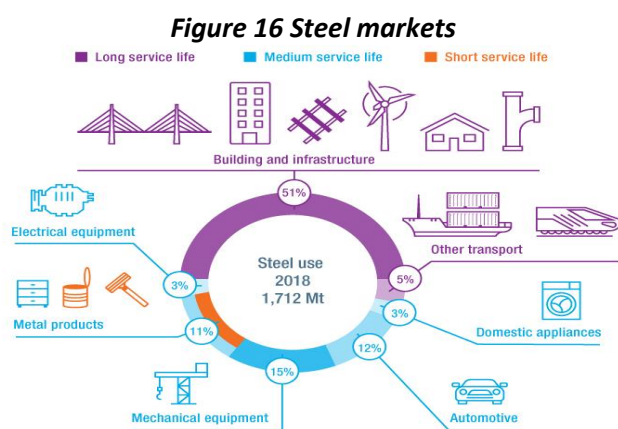 Figure 16 Steel markets
Long service life
Medium service life
Short service life
Building and infrastructure
51%
Electrical equipment
Other transport
Steel use
2018
1,712 Mt
3%
5%
Metal products
3%
Domestic appliances
11%
12%
15%
Mechanical equipment
Automotive